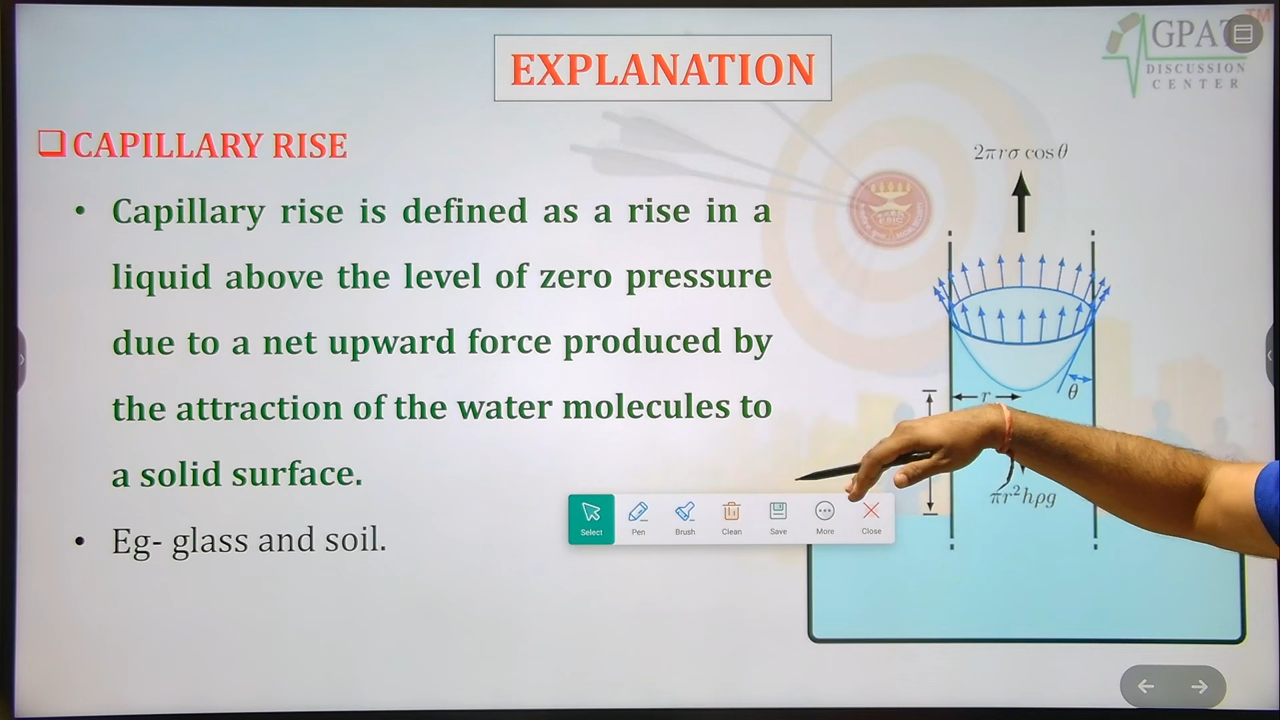 EXPLANATION
TM
GPAT
DISCUSSION
CENTER
❑ CAPILLARY RISE
• Capillary rise is defined as a rise in a
liquid above the level of zero pressure
due to a net upward force produced by
the attraction of the water molecules to
a solid surface.
• Eg- glass and soil.
2πrσ cos θ
θ
r
πr²hρg
Select
Pen
Brush
Clean
Save
More
Close